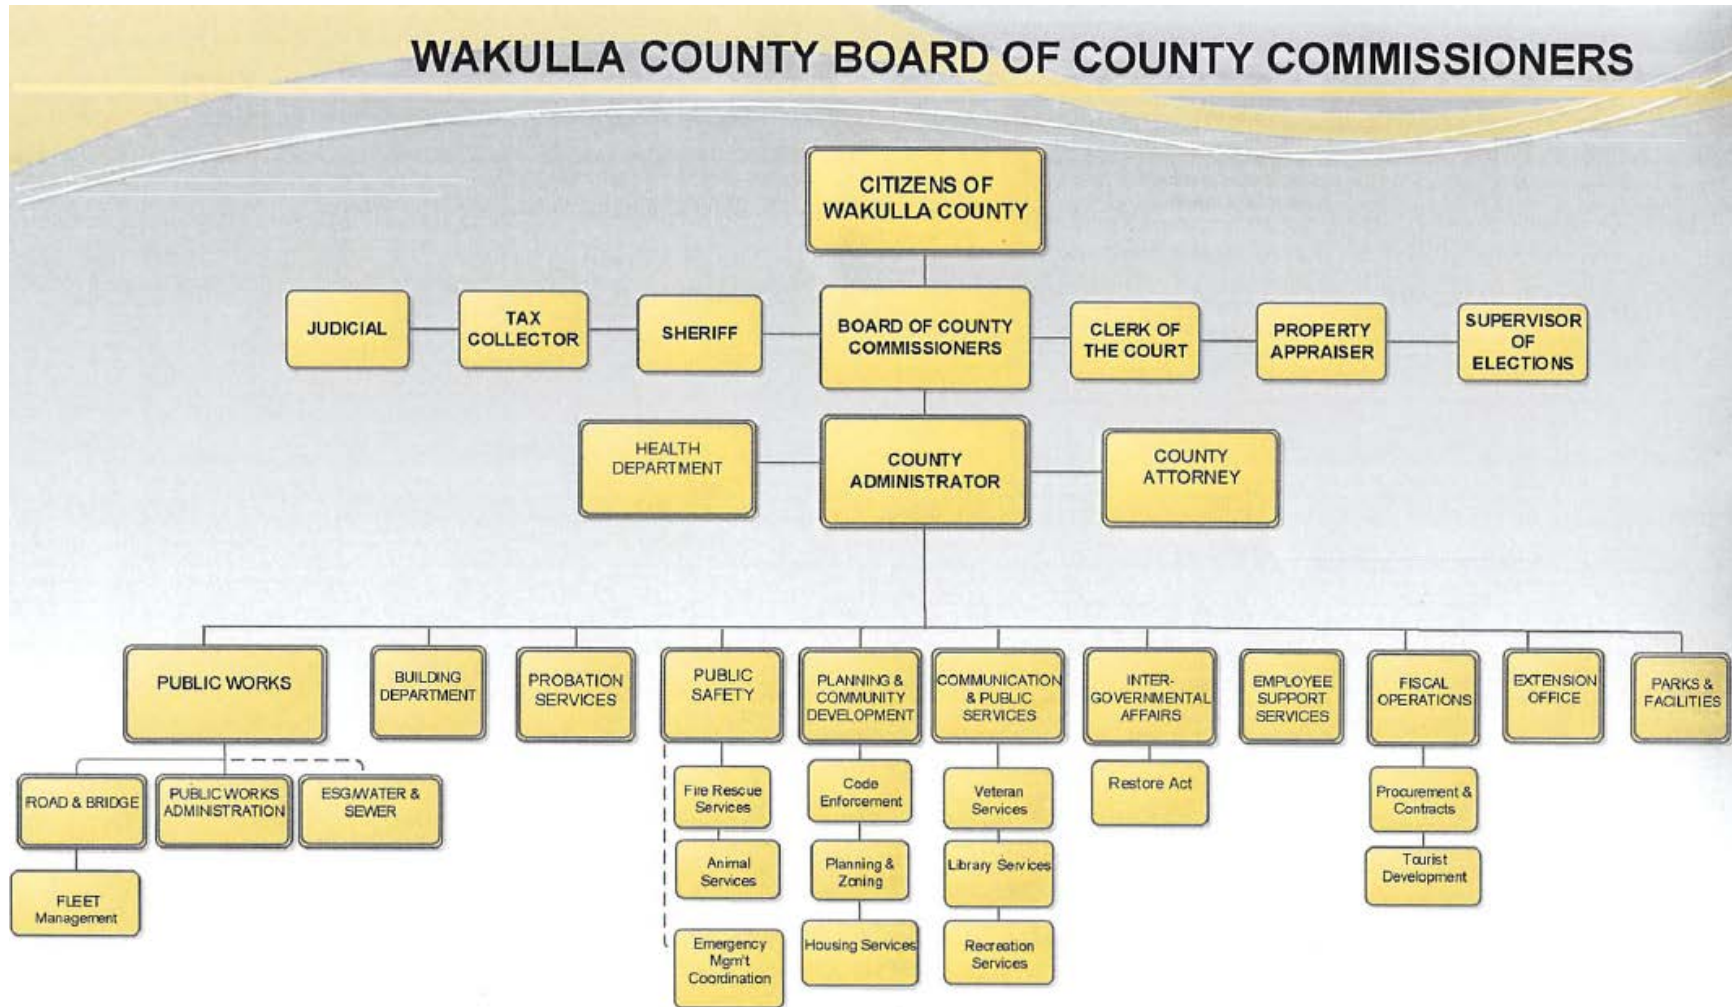 WAKULLA COUNTY BOARD OF COUNTY COMMISSIONERS
CITIZENS OF
WAKULLA COUNTY
JUDICIAL
TAX
COLLECTOR
SHERIFF
BOARD OF COUNTY
COMMISSIONERS
CLERK OF
THE COURT
PROPERTY
APPRAISER
SUPERVISOR
OF
ELECTIONS
HEALTH
DEPARTMENT
COUNTY
ADMINISTRATOR
COUNTY
ATTORNEY
PUBLIC WORKS
BUILDING
DEPARTMENT
PROBATION
SERVICES
PUBLIC
SAFETY
PLANNING &
COMMUNITY
DEVELOPMENT
COMMUNICATION
& PUBLIC
SERVICES
INTER-
GOVERNMENTAL
AFFAIRS
EMPLOYEE
SUPPORT
SERVICES
FISCAL
OPERATIONS
EXTENSION
OFFICE
PARKS &
FACILITIES
ROAD & BRIDGE
PUBLIC WORKS
ADMINISTRATION
ESG/WATER &
SEWER
FLEET
Management
Fire Rescue
Services
Animal
Services
Emergency
Mgm't
Coordination
Code
Enforcement
Planning &
Zoning
Housing Services
Veteran
Services
Library Services
Recreation
Services
Restore Act
Procurement &
Contracts
Tourist
Development